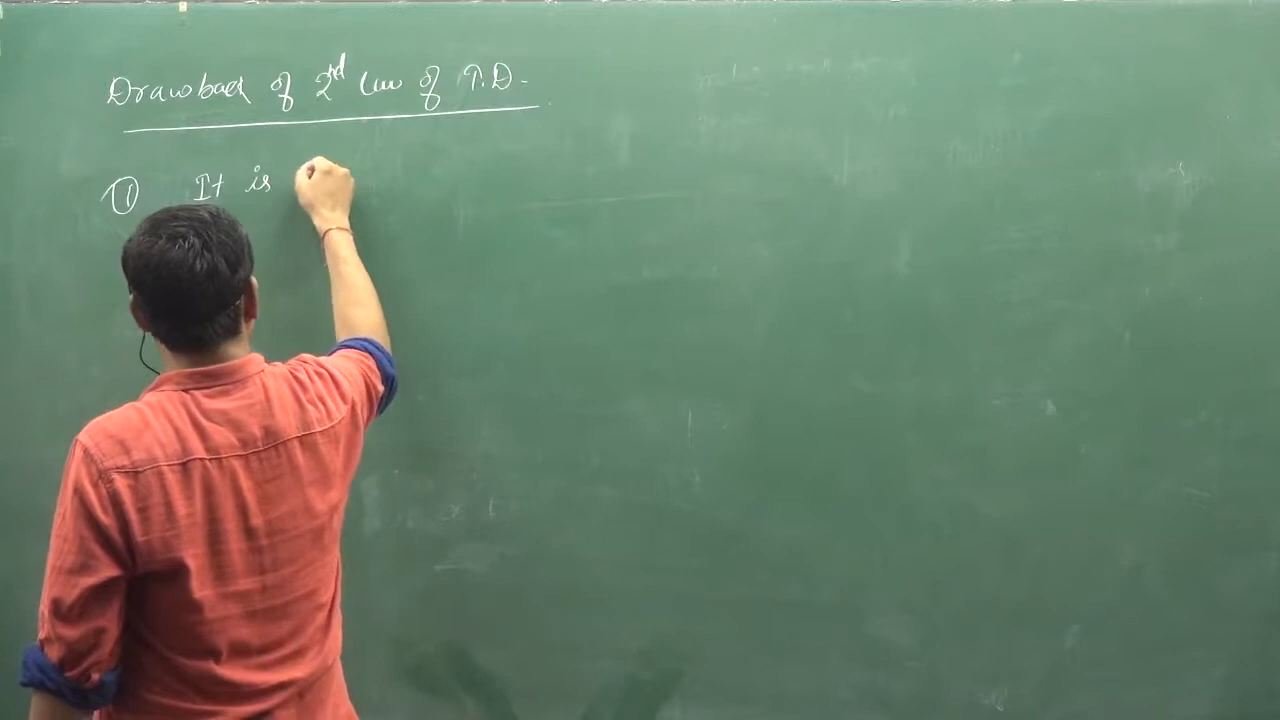 Drawback of 2nd law of T.D.
① It is